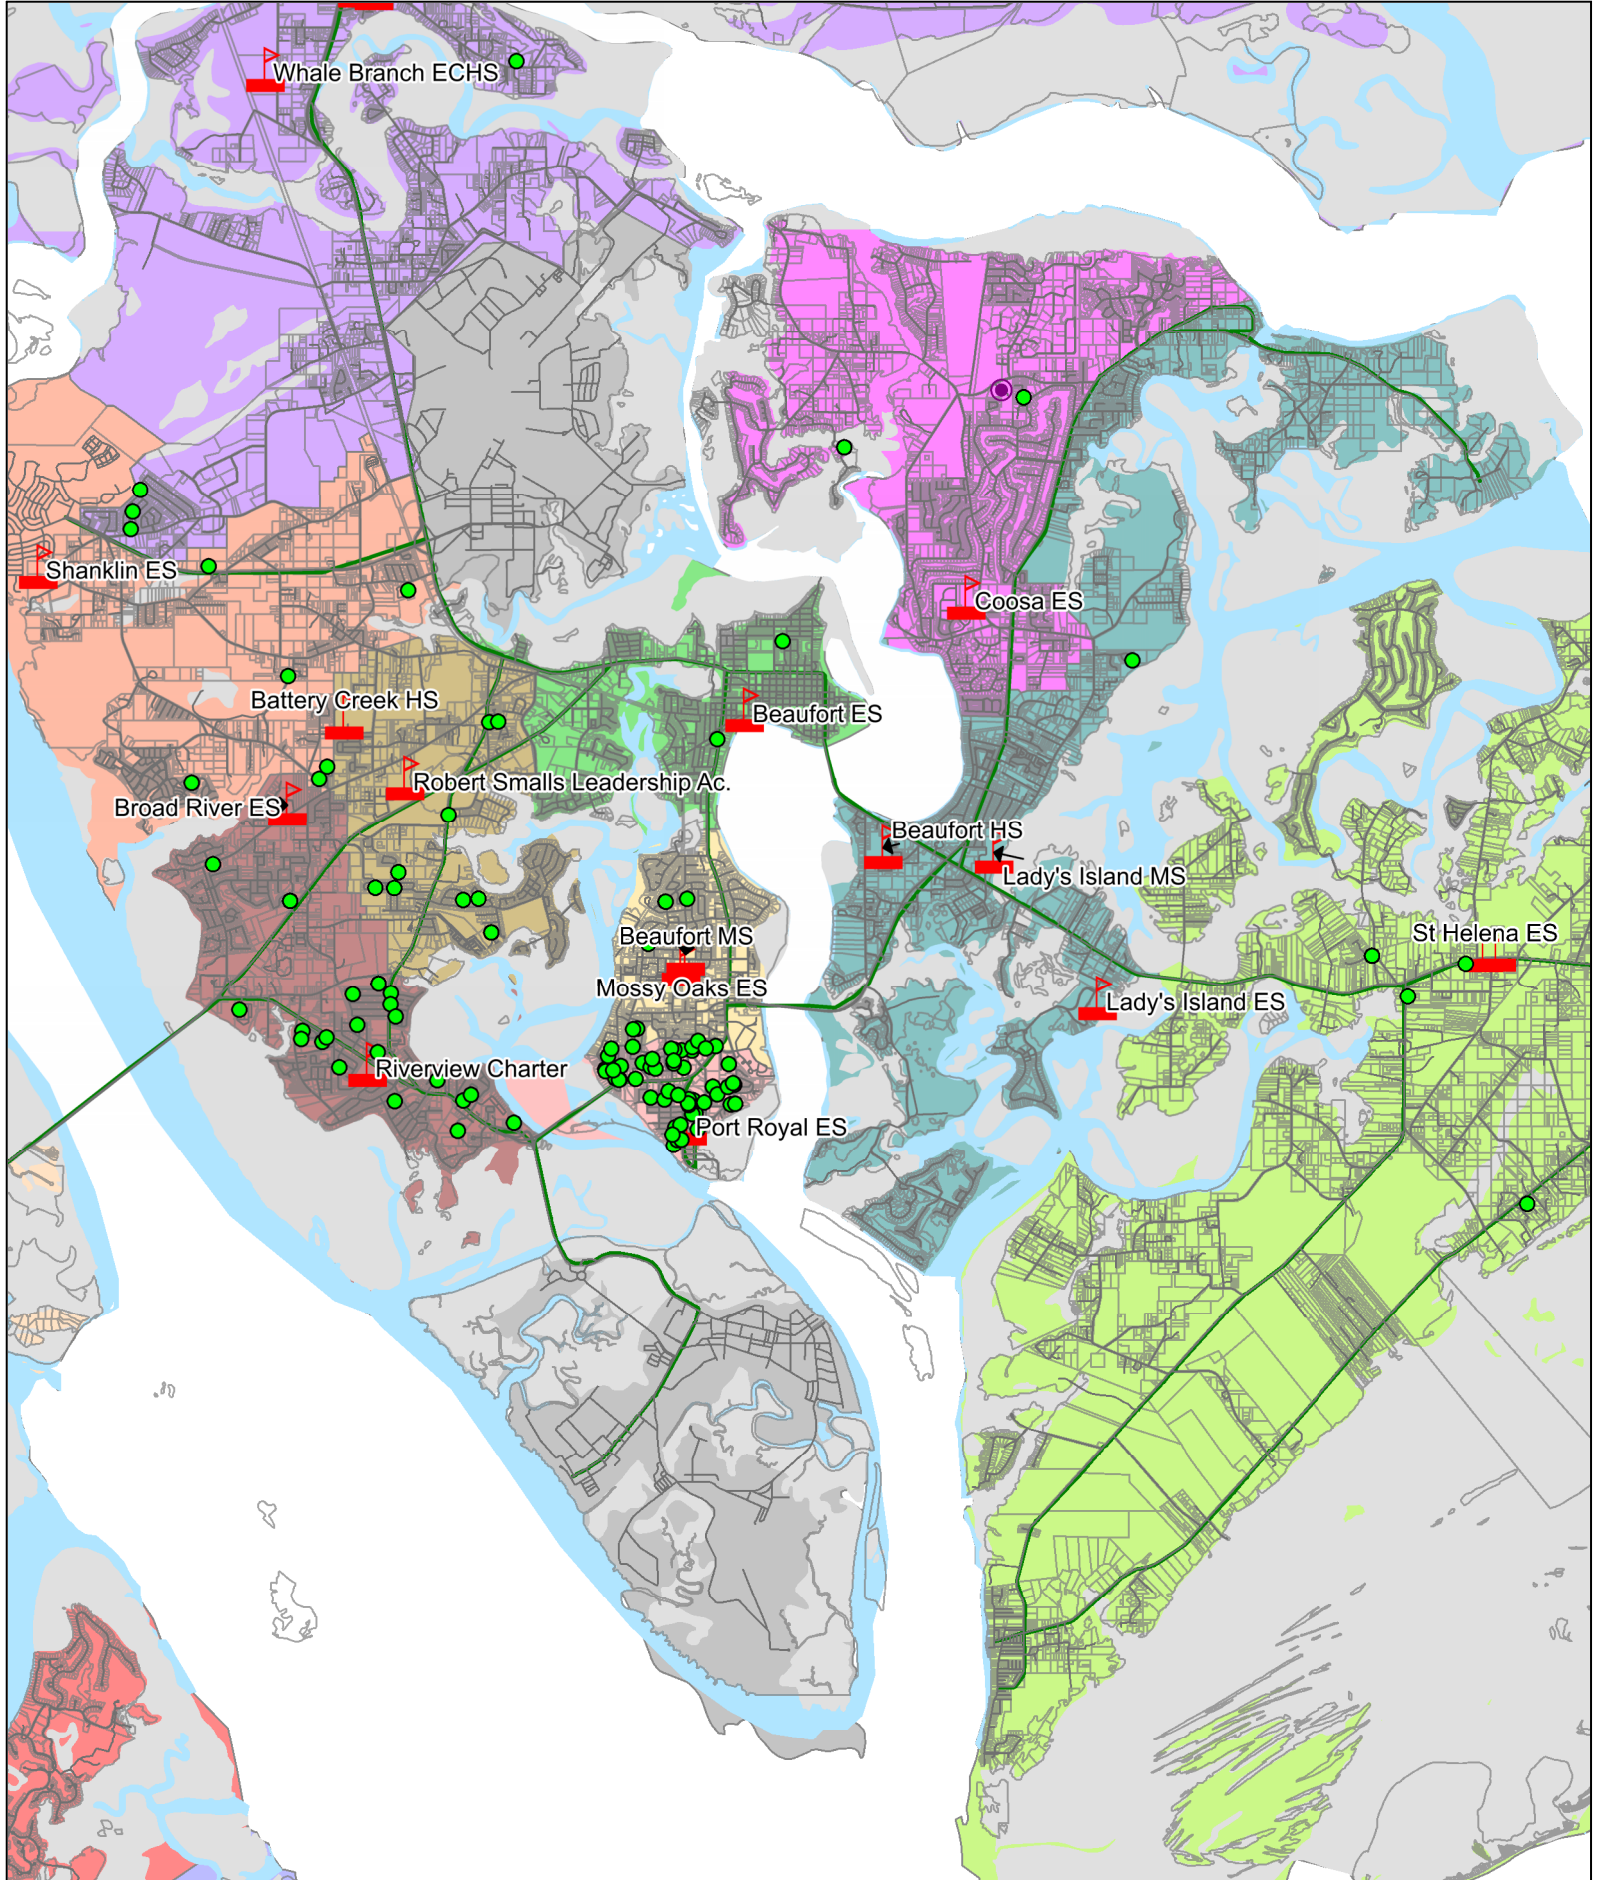 Whale Branch ECHS
Shanklin ES
Coosa ES
Battery Creek HS
Beaufort ES
Robert Smalls Leadership Ac.
Broad River ES
Beaufort HS
Lady's Island MS
Beaufort MS
St Helena ES
Mossy Oaks ES
Lady's Island ES
Riverview Charter
Port Royal ES